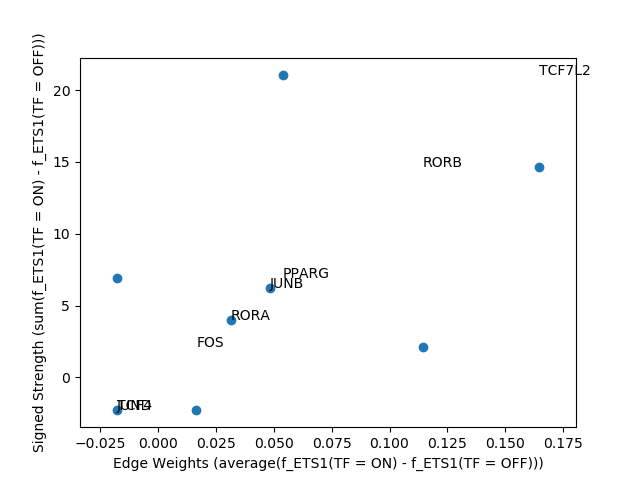 Signed Strength (sum(f_ETS1(TF = ON) - f_ETS1(TF = OFF)))
20
15
10
5
0
TCF7L2
RORB
PPARG
JUNB
RORA
FOS
TCF4
−0.025 0.000 0.025 0.050 0.075 0.100 0.125 0.150 0.175
Edge Weights (average(f_ETS1(TF = ON) - f_ETS1(TF = OFF)))